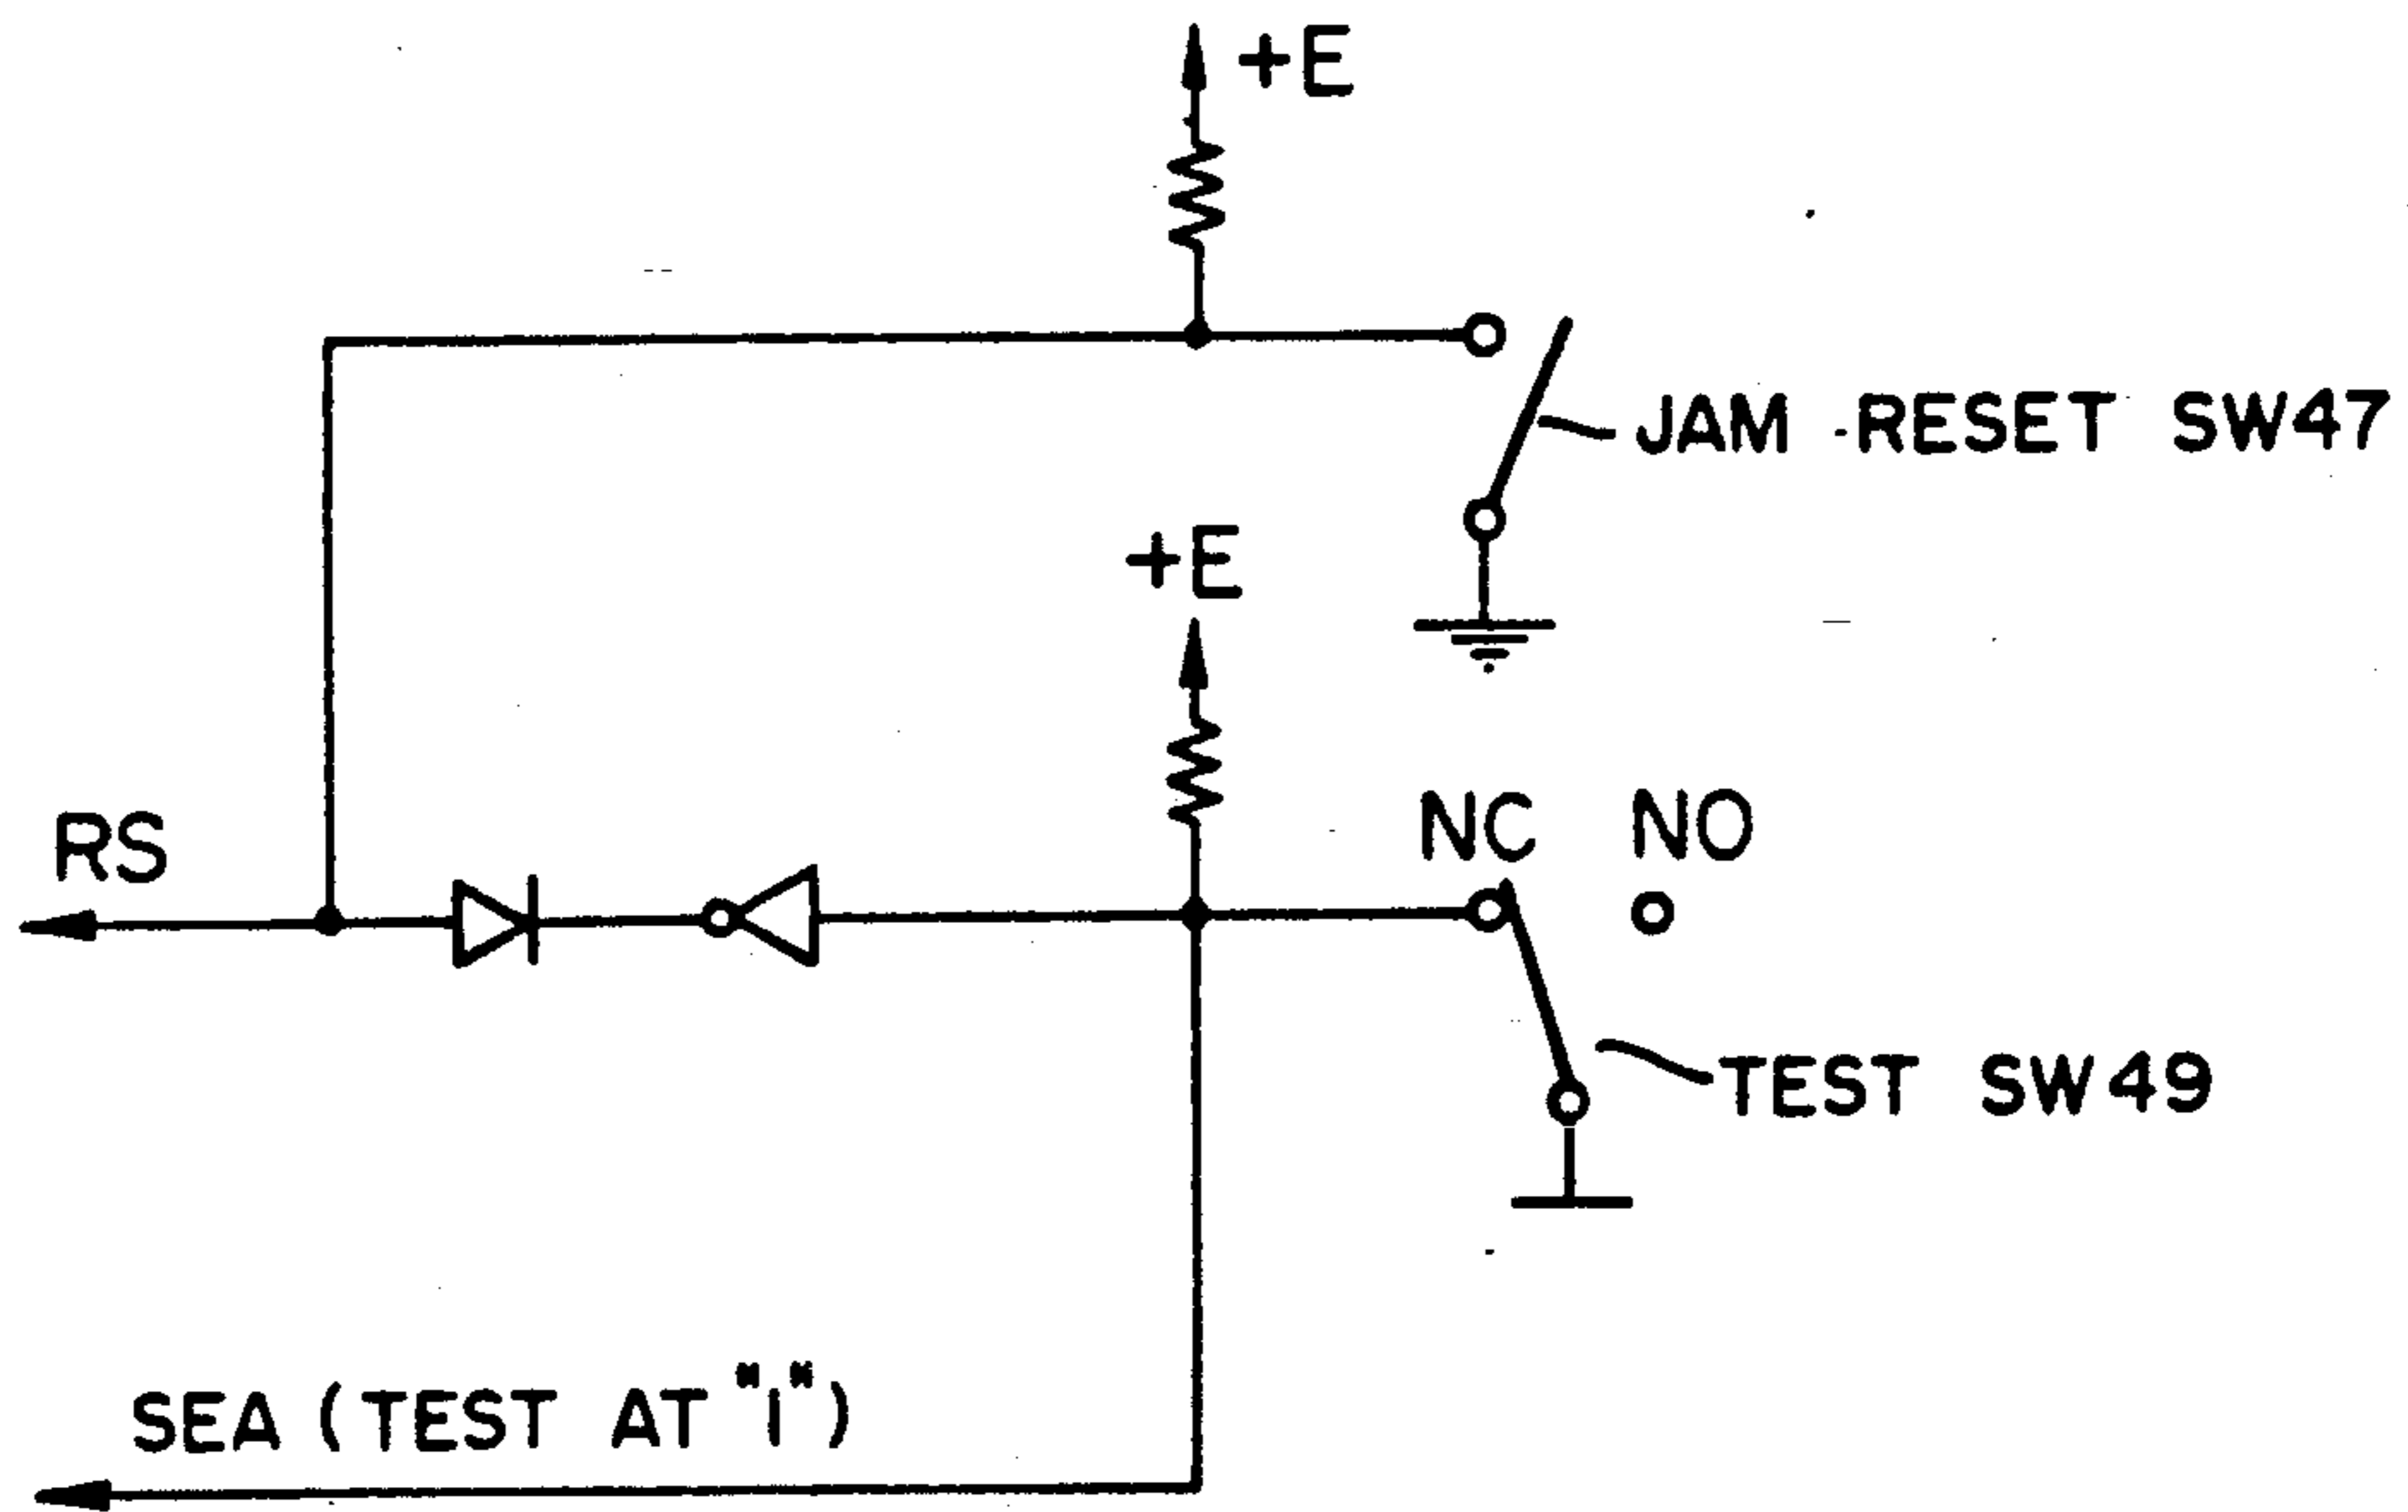 +E
JAM RESET SW47
+E
RS
NC NO
TEST SW49
SEA (TEST AT "1")